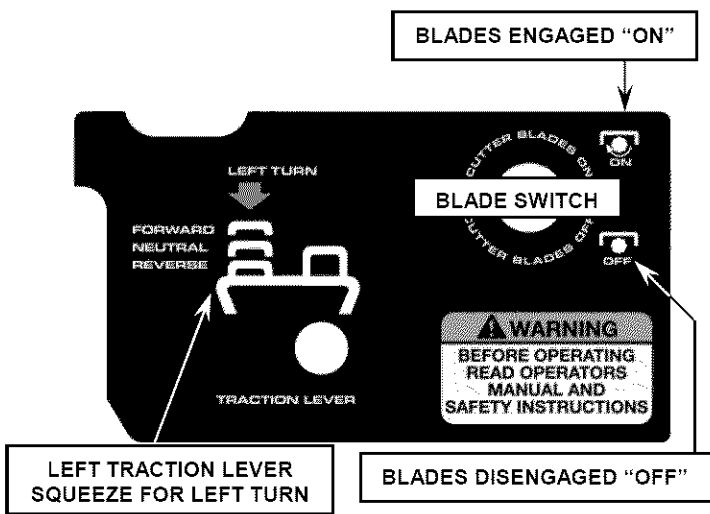 BLADES ENGAGED “ON”
CUTTER BLADES ON
ON
LEFT TURN
BLADE SWITCH
FORWARD
NEUTRAL
REVERSE
CUTTER BLADES OFF
OFF
WARNING
BEFORE OPERATING
READ OPERATORS
MANUAL AND
SAFETY INSTRUCTIONS
TRACTION LEVER
LEFT TRACTION LEVER
SQUEEZE FOR LEFT TURN
BLADES DISENGAGED “OFF”